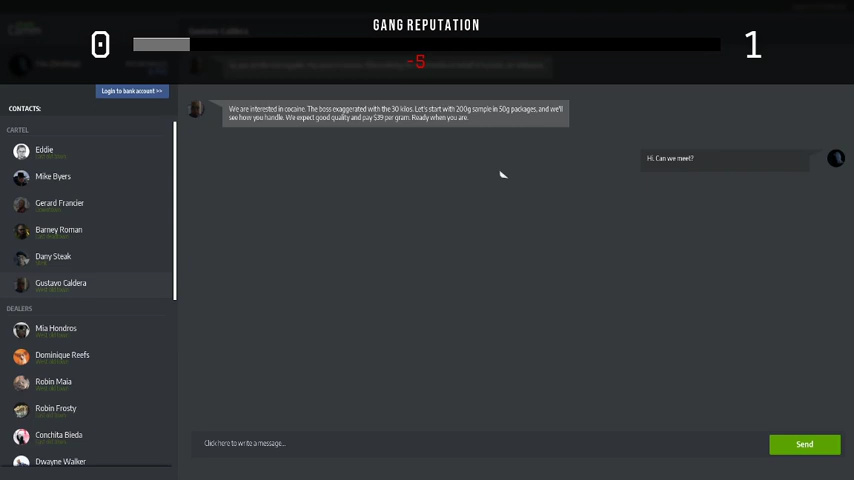 GANG REPUTATION
0
1
-5
Login to bank account >>
CONTACTS:
CARTEL
Eddie
Mike Byers
Gerard Francier
Barney Roman
Dany Steak
Gustavo Caldera
DEALERS
Mia Hondros
Dominique Reefs
Robin Maia
Robin Frosty
Conchita Bieda
Dwayne Walker
We are interested in cocaine. The boss exaggerated with the 30 kilos. Let's start with 200g sample in 50g packages, and we'll
see how you handle. We expect good quality and pay $39 per gram. Ready when you are.
Hi. Can we meet?
Click here to write a message...
Send